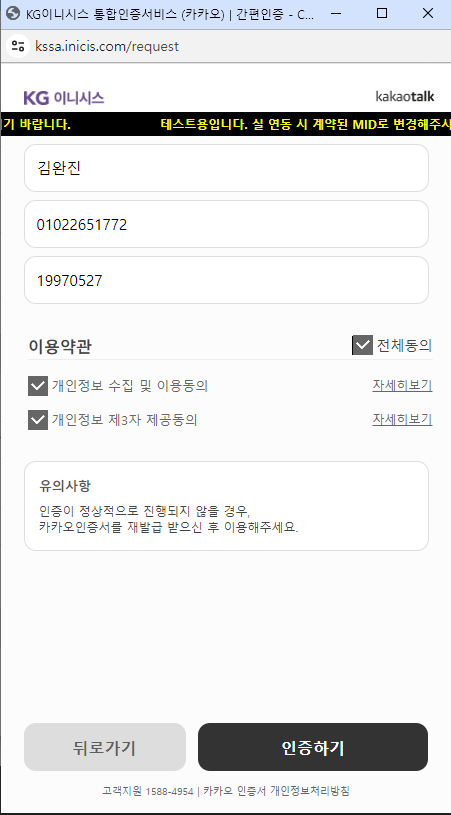 KG이니시스 통합인증서비스 (카카오) | 간편인증 - C...
kssa.inicis.com/request
KG 이니시스
kakaotalk
기 바랍니다. 테스트용입니다. 실 연동 시 계약된 MID로 변경해주시
김완진
01022651772
19970527
이용약관
전체동의
개인정보 수집 및 이용동의 자세히보기
개인정보 제3자 제공동의 자세히보기
유의사항
인증이 정상적으로 진행되지 않을 경우,
카카오인증서를 재발급 받으신 후 이용해주세요.
뒤로가기
인증하기
고객지원 1588-4954 | 카카오 인증서 개인정보처리방침